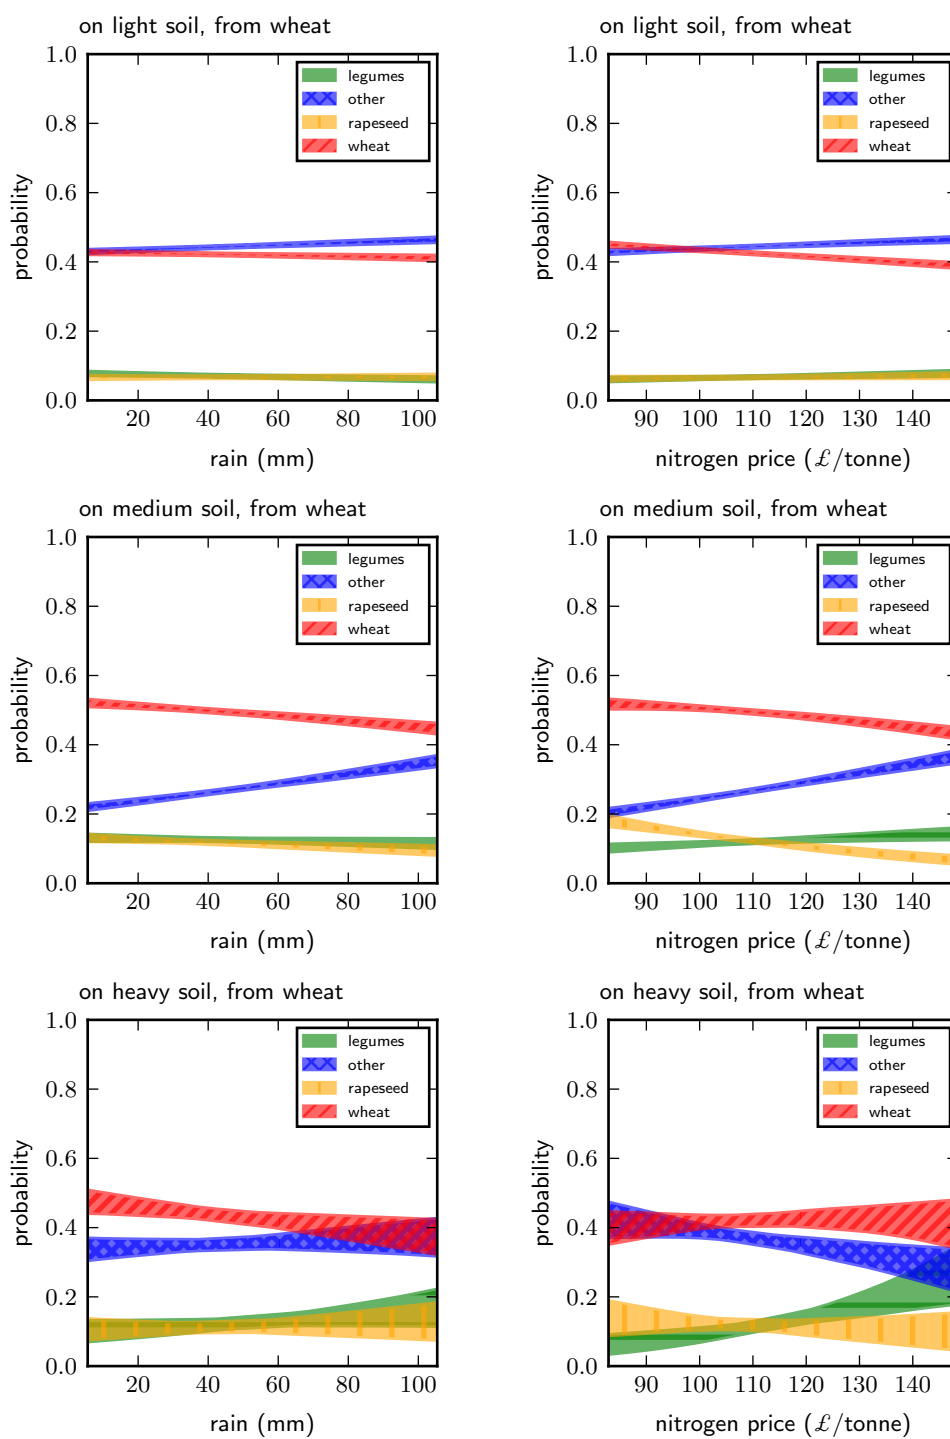 on light soil, from wheat
1.0
0.8
0.6
0.4
0.2
0.0
probability
legumes
other
rapeseed
wheat
20 40 60 80 100
rain (mm)
on light soil, from wheat
1.0
0.8
0.6
0.4
0.2
0.0
probability
legumes
other
rapeseed
wheat
90 100 110 120 130 140
nitrogen price (£/tonne)
on medium soil, from wheat
1.0
0.8
0.6
0.4
0.2
0.0
probability
legumes
other
rapeseed
wheat
20 40 60 80 100
rain (mm)
on medium soil, from wheat
1.0
0.8
0.6
0.4
0.2
0.0
probability
legumes
other
rapeseed
wheat
90 100 110 120 130 140
nitrogen price (£/tonne)
on heavy soil, from wheat
1.0
0.8
0.6
0.4
0.2
0.0
probability
legumes
other
rapeseed
wheat
20 40 60 80 100
rain (mm)
on heavy soil, from wheat
1.0
0.8
0.6
0.4
0.2
0.0
probability
legumes
other
rapeseed
wheat
90 100 110 120 130 140
nitrogen price (£/tonne)